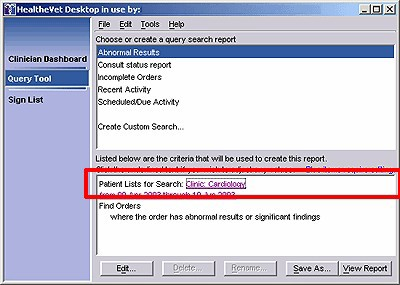 HealtheVet Desktop in use by:
File Edit Tools Help
Choose or create a query search report
Clinician Dashboard
Query Tool
Sign List
Abnormal Results
Consult status report
Incomplete Orders
Recent Activity
Scheduled/Due Activity
Create Custom Search...
Listed below are the criteria that will be used to create this report.
Patient Lists for Search: Clinic: Cardiology
Find Orders
where the order has abnormal results or significant findings
Edit... Delete... Rename... Save As... View Report